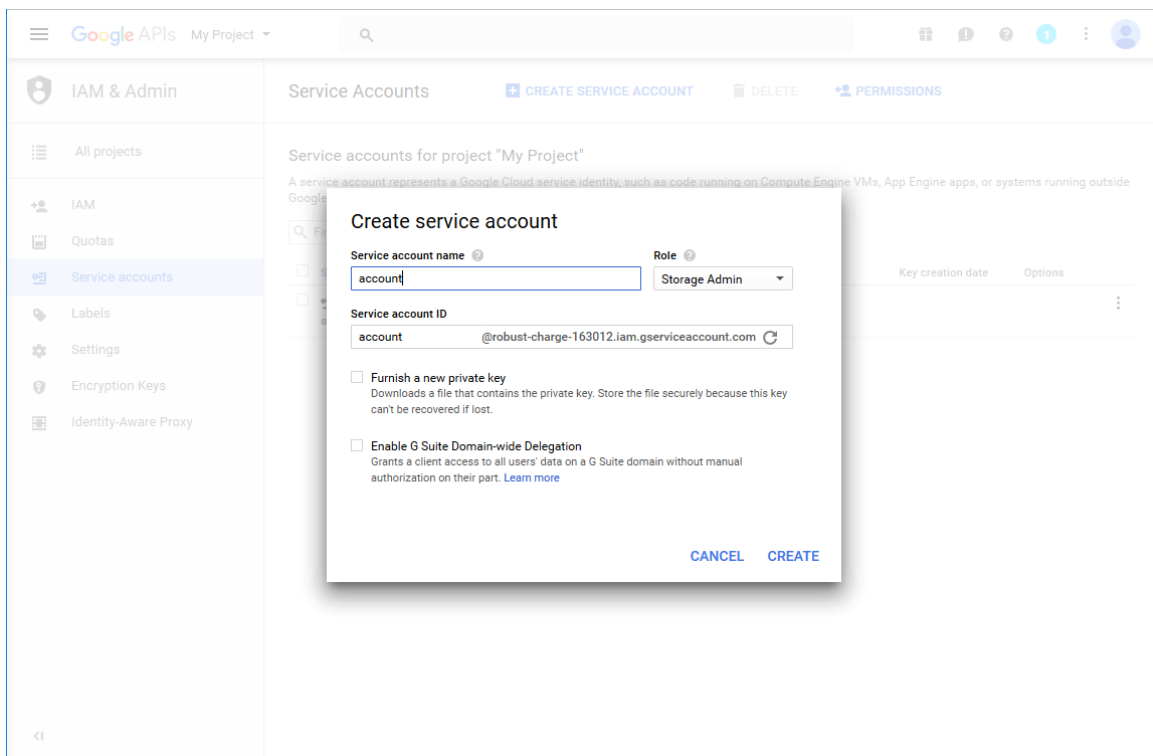 Google APIs My Project
1
IAM & Admin
Service Accounts
CREATE SERVICE ACCOUNT
DELETE
PERMISSIONS
All projects
IAM
Quotas
Service accounts
Labels
Settings
Encryption Keys
Identity-Aware Proxy
Service accounts for project "My Project"
A service account represents a Google Cloud service identity, such as code running on Compute Engine VMs, App Engine apps, or systems running outside
Google
Key creation date Options
Create service account
Service account name Role
account Storage Admin
Service account ID
account @robust-charge-163012.iam.gserviceaccount.com
Furnish a new private key
Downloads a file that contains the private key. Store the file securely because this key
can't be recovered if lost.
Enable G Suite Domain-wide Delegation
Grants a client access to all users' data on a G Suite domain without manual
authorization on their part. Learn more
CANCEL CREATE